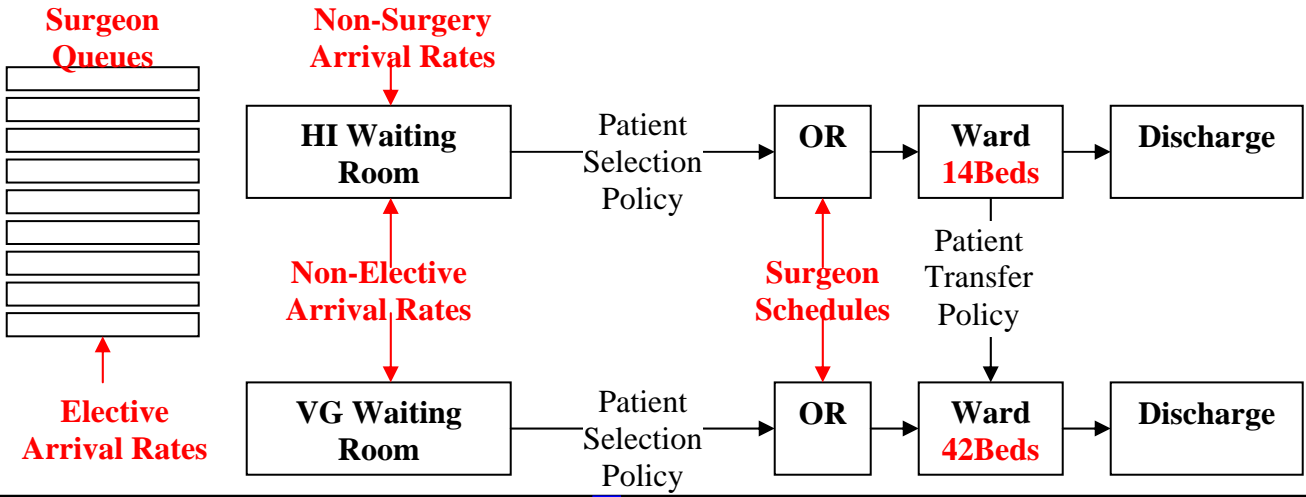 Surgeon
Queues
Non-Surgery
Arrival Rates
HI Waiting
Room
Patient
Selection
Policy
OR
Ward
14Beds
Discharge
Non-Elective
Arrival Rates
Surgeon
Schedules
Patient
Transfer
Policy
Elective
Arrival Rates
VG Waiting
Room
Patient
Selection
Policy
OR
Ward
42Beds
Discharge